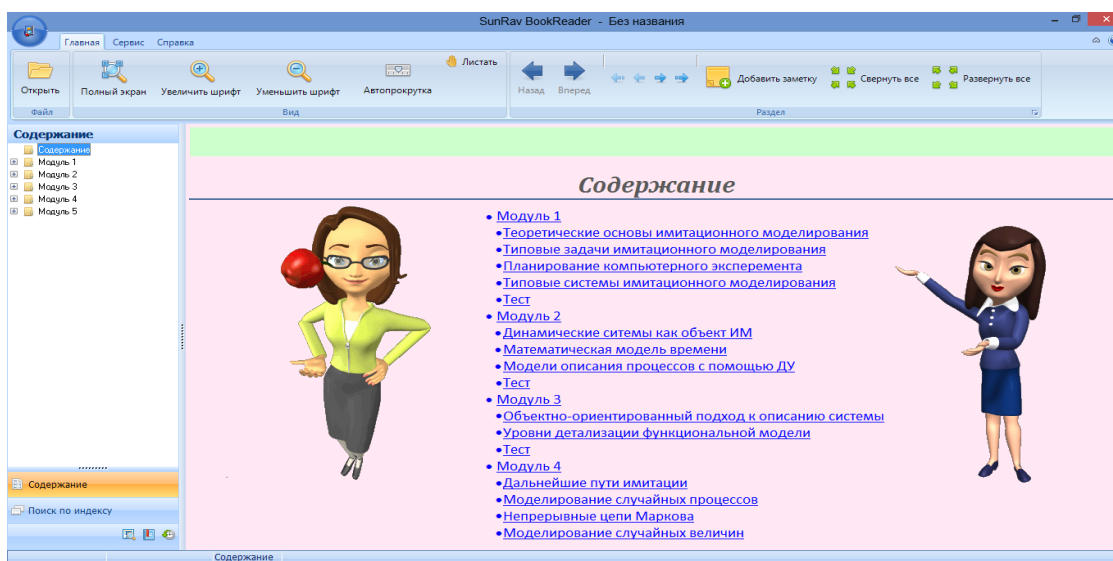 SunRav BookReader - Без названия
Главная Сервис Справка
Открыть
Файл
Полный экран
Увеличить шрифт
Уменьшить шрифт
Автопрокрутка
Листать
Вид
Назад
Вперед
Добавить заметку
Свернуть все
Развернуть все
Раздел
Содержание
Содержание
Модуль 1
Модуль 2
Модуль 3
Модуль 4
Модуль 5
Содержание
Поиск по индексу
Содержание
• Модуль 1
•Теоретические основы имитационного моделирования
•Типовые задачи имитационного моделирования
•Планирование компьютерного эксперемента
•Типовые системы имитационного моделирования
•Тест
• Модуль 2
•Динамические ситемы как объект ИМ
•Математическая модель времени
•Модели описания процессов с помощью ДУ
•Тест
• Модуль 3
•Объектно-ориентированный подход к описанию системы
•Уровни детализации функциональной модели
•Тест
• Модуль 4
•Дальнейшие пути имитации
•Моделирование случайных процессов
•Непрерывные цепи Маркова
•Моделирование случайных величин
Содержание